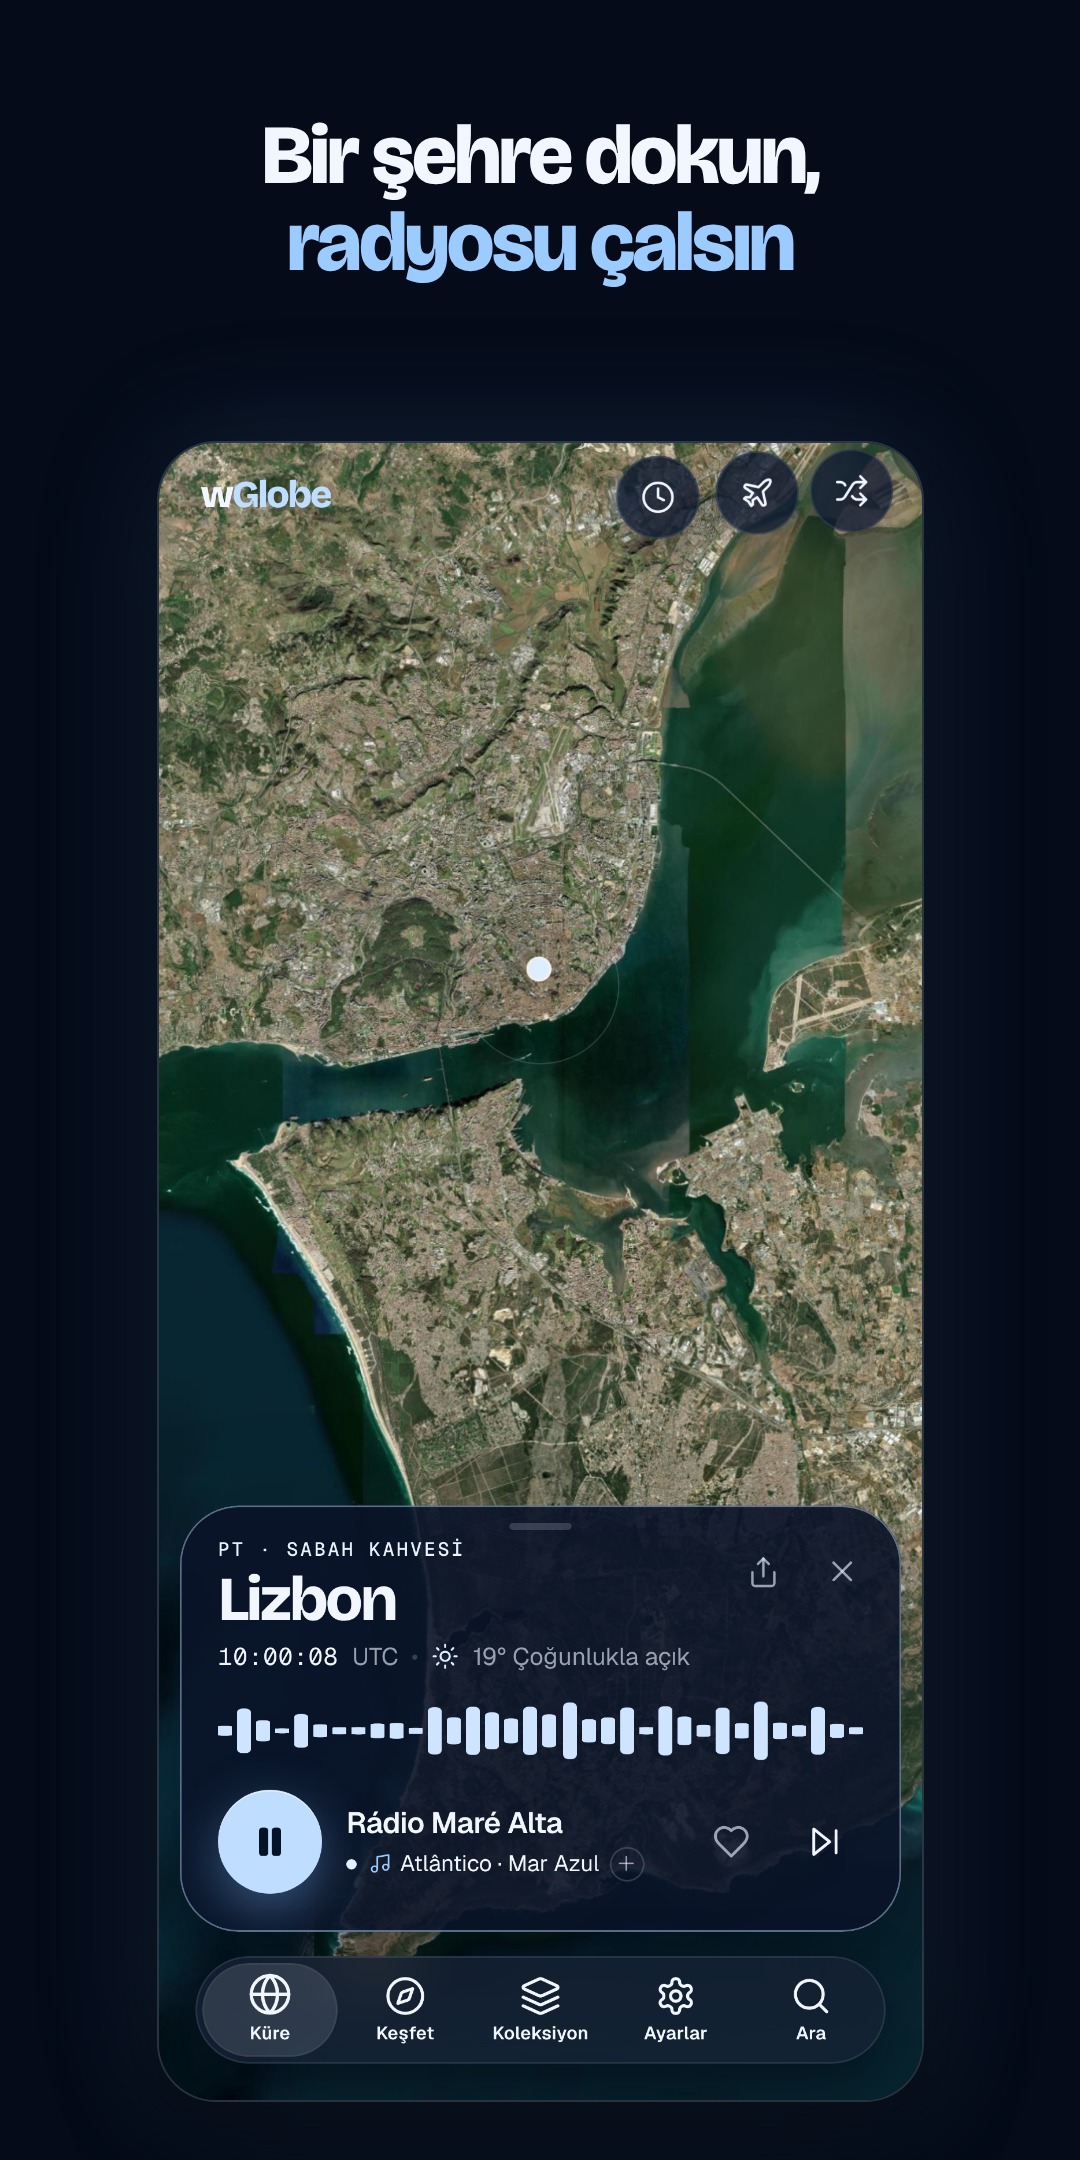 Bir şehre dokun,
radyosu çalsın
wGlobe
PT · SABAH KAHVESİ
Lizbon
10:00:08 UTC • 19° Çoğunlukla açık
Rádio Maré Alta
Atlântico · Mar Azul
Küre
Keşfet
Koleksiyon
Ayarlar
Ara